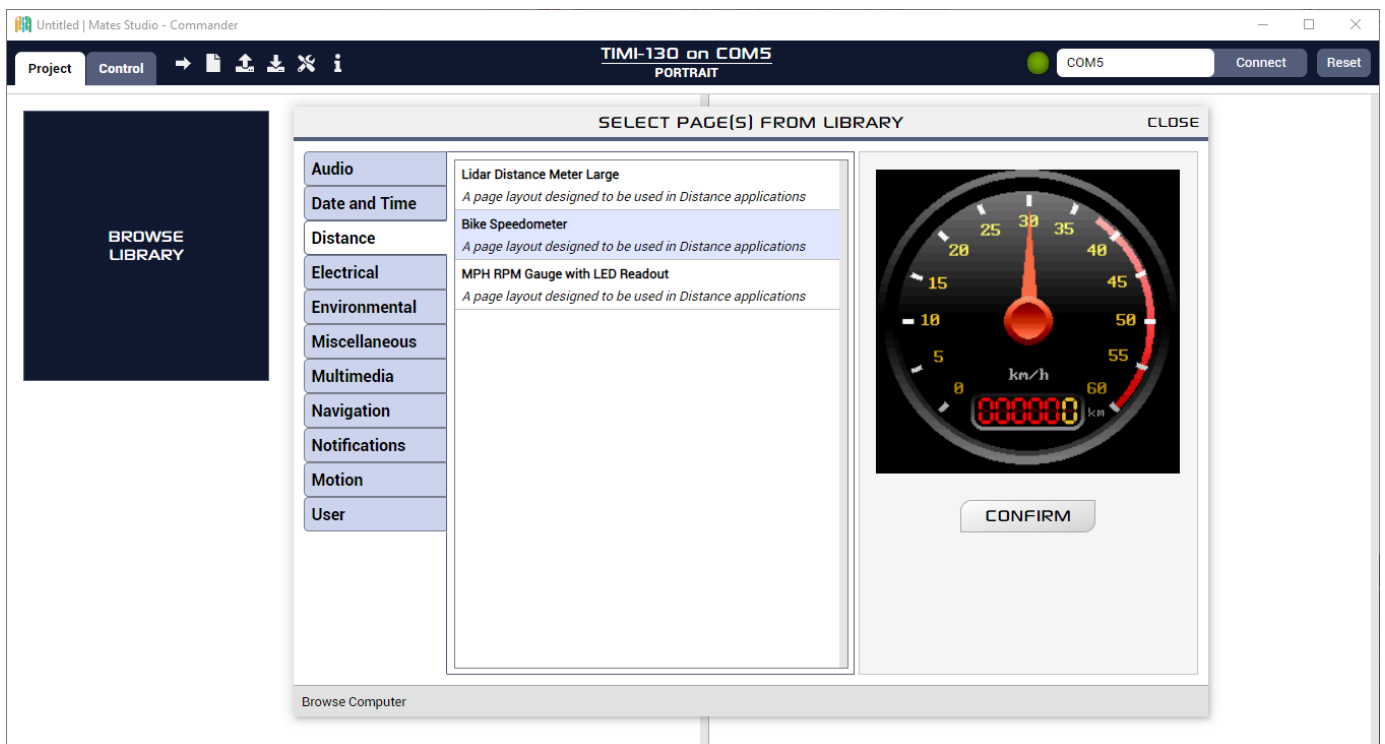 Untitled | Mates Studio - Commander
Project
Control
TIMI-130 on COM5
PORTRAIT
COM5
Connect
Reset
BROWSE
LIBRARY
SELECT PAGE(S) FROM LIBRARY
CLOSE
Audio
Date and Time
Distance
Electrical
Environmental
Miscellaneous
Multimedia
Navigation
Notifications
Motion
User
Lidar Distance Meter Large
A page layout designed to be used in Distance applications
Bike Speedometer
A page layout designed to be used in Distance applications
MPH RPM Gauge with LED Readout
A page layout designed to be used in Distance applications
0
5
10
15
20
25
30
35
40
45
50
55
60
km/h
000000
km
CONFIRM
Browse Computer